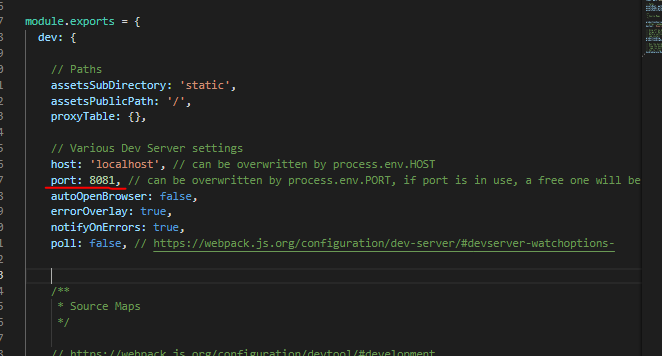 module.exports = {
dev: {
// Paths
assetsSubDirectory: 'static',
assetsPublicPath: '/',
proxyTable: {},
// Various Dev Server settings
host: 'localhost', // can be overwritten by process.env.HOST
port: 8081, // can be overwritten by process.env.PORT, if port is in use, a free one will be
autoOpenBrowser: false,
errorOverlay: true,
notifyOnErrors: true,
poll: false, // https://webpack.js.org/configuration/dev-server/#devserver-watchoptions-
/**
* Source Maps
*/
// https://webpack.js.org/configuration/devtool/#development